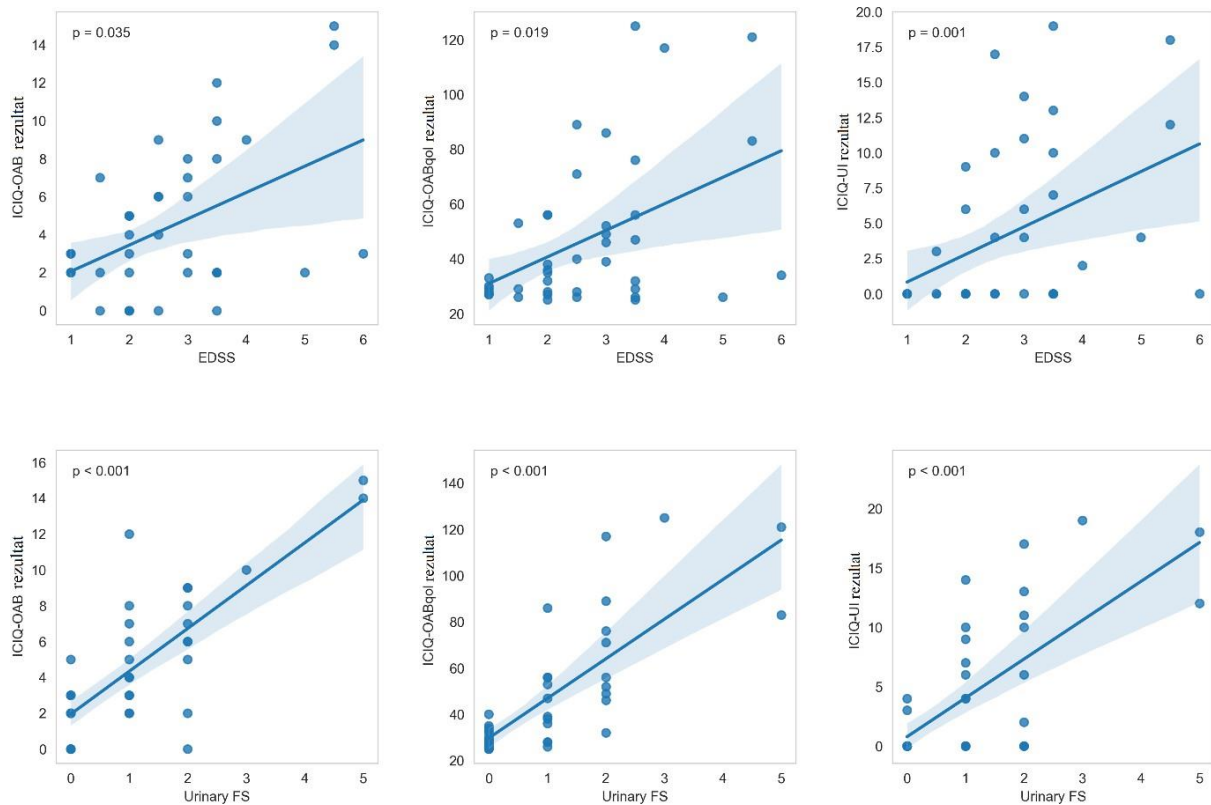 p = 0.035
ICIQ-OAB rezultat
14
12
10
8
6
4
2
0
1 2 3 4 5 6
EDSS
p = 0.019
ICIQ-OABqol rezultat
120
100
80
60
40
20
1 2 3 4 5 6
EDSS
p = 0.001
ICIQ-UI rezultat
20.0
17.5
15.0
12.5
10.0
7.5
5.0
2.5
0.0
1 2 3 4 5 6
EDSS
p < 0.001
ICIQ-OAB rezultat
16
14
12
10
8
6
4
2
0
0 1 2 3 4 5
Urinary FS
p < 0.001
ICIQ-OABqol rezultat
140
120
100
80
60
40
20
0 1 2 3 4 5
Urinary FS
p < 0.001
ICIQ-UI rezultat
20
15
10
5
0
0 1 2 3 4 5
Urinary FS